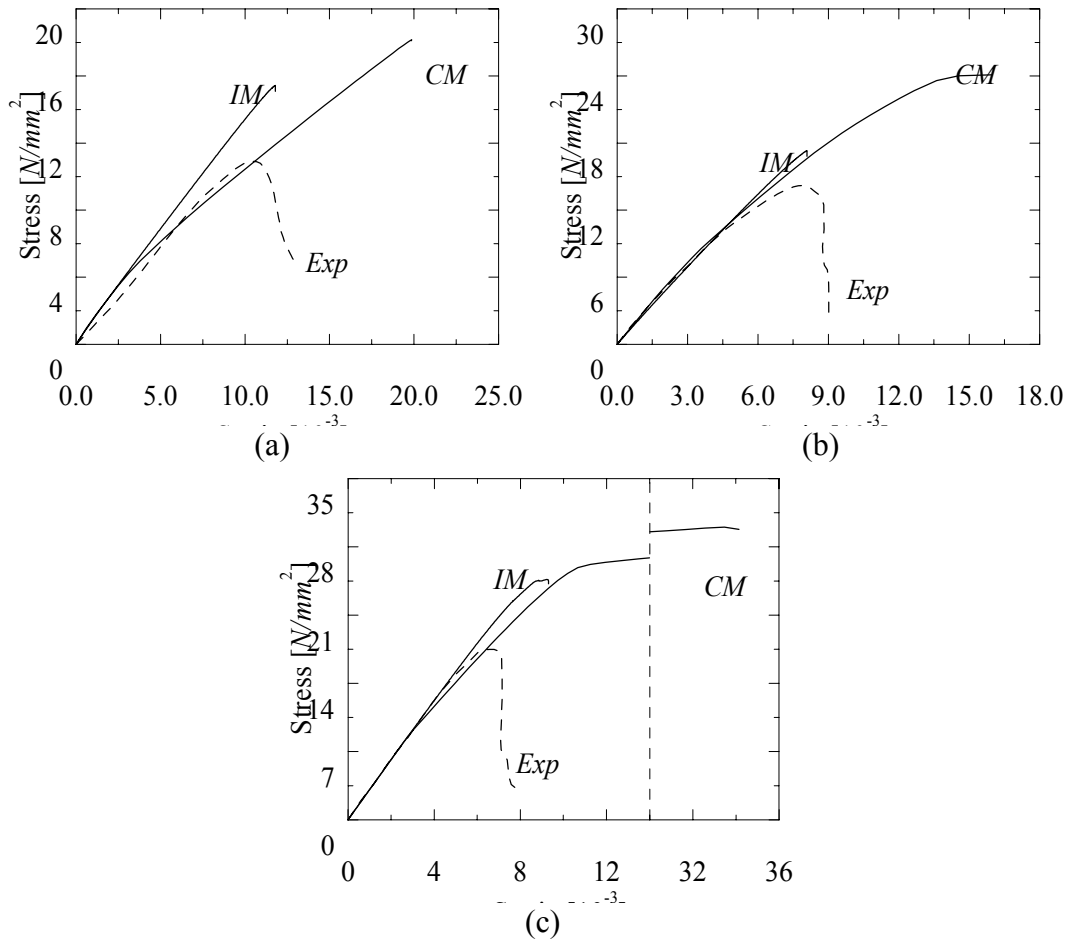 20
16
12
8
4
0
Stress [N/mm²]
IM
CM
Exp
0.0 5.0 10.0 15.0 20.0 25.0
(a)
30
24
18
12
6
0
Stress [N/mm²]
IM
CM
Exp
0.0 3.0 6.0 9.0 12.0 15.0 18.0
(b)
35
28
21
14
7
0
Stress [N/mm²]
IM
CM
Exp
0 4 8 12 32 36
(c)